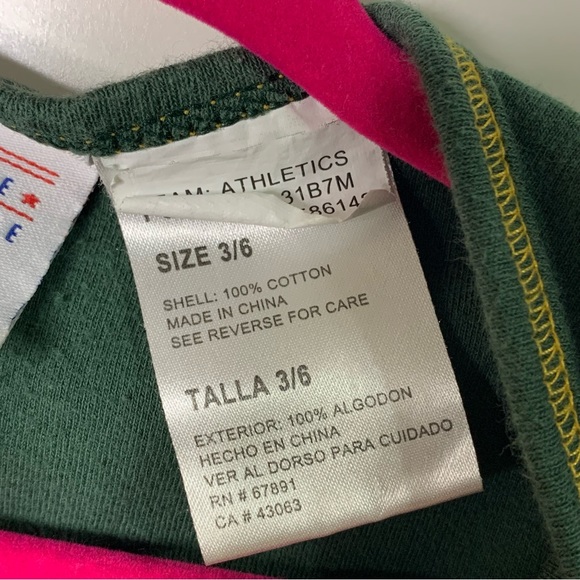 ATHLETICS
31B7M
SIZE 3/6
SHELL: 100% COTTON
MADE IN CHINA
SEE REVERSE FOR CARE
TALLA 3/6
EXTERIOR: 100% ALGODON
HECHO EN CHINA
VER AL DORSO PARA CUIDADO
RN # 67891
CA # 43063